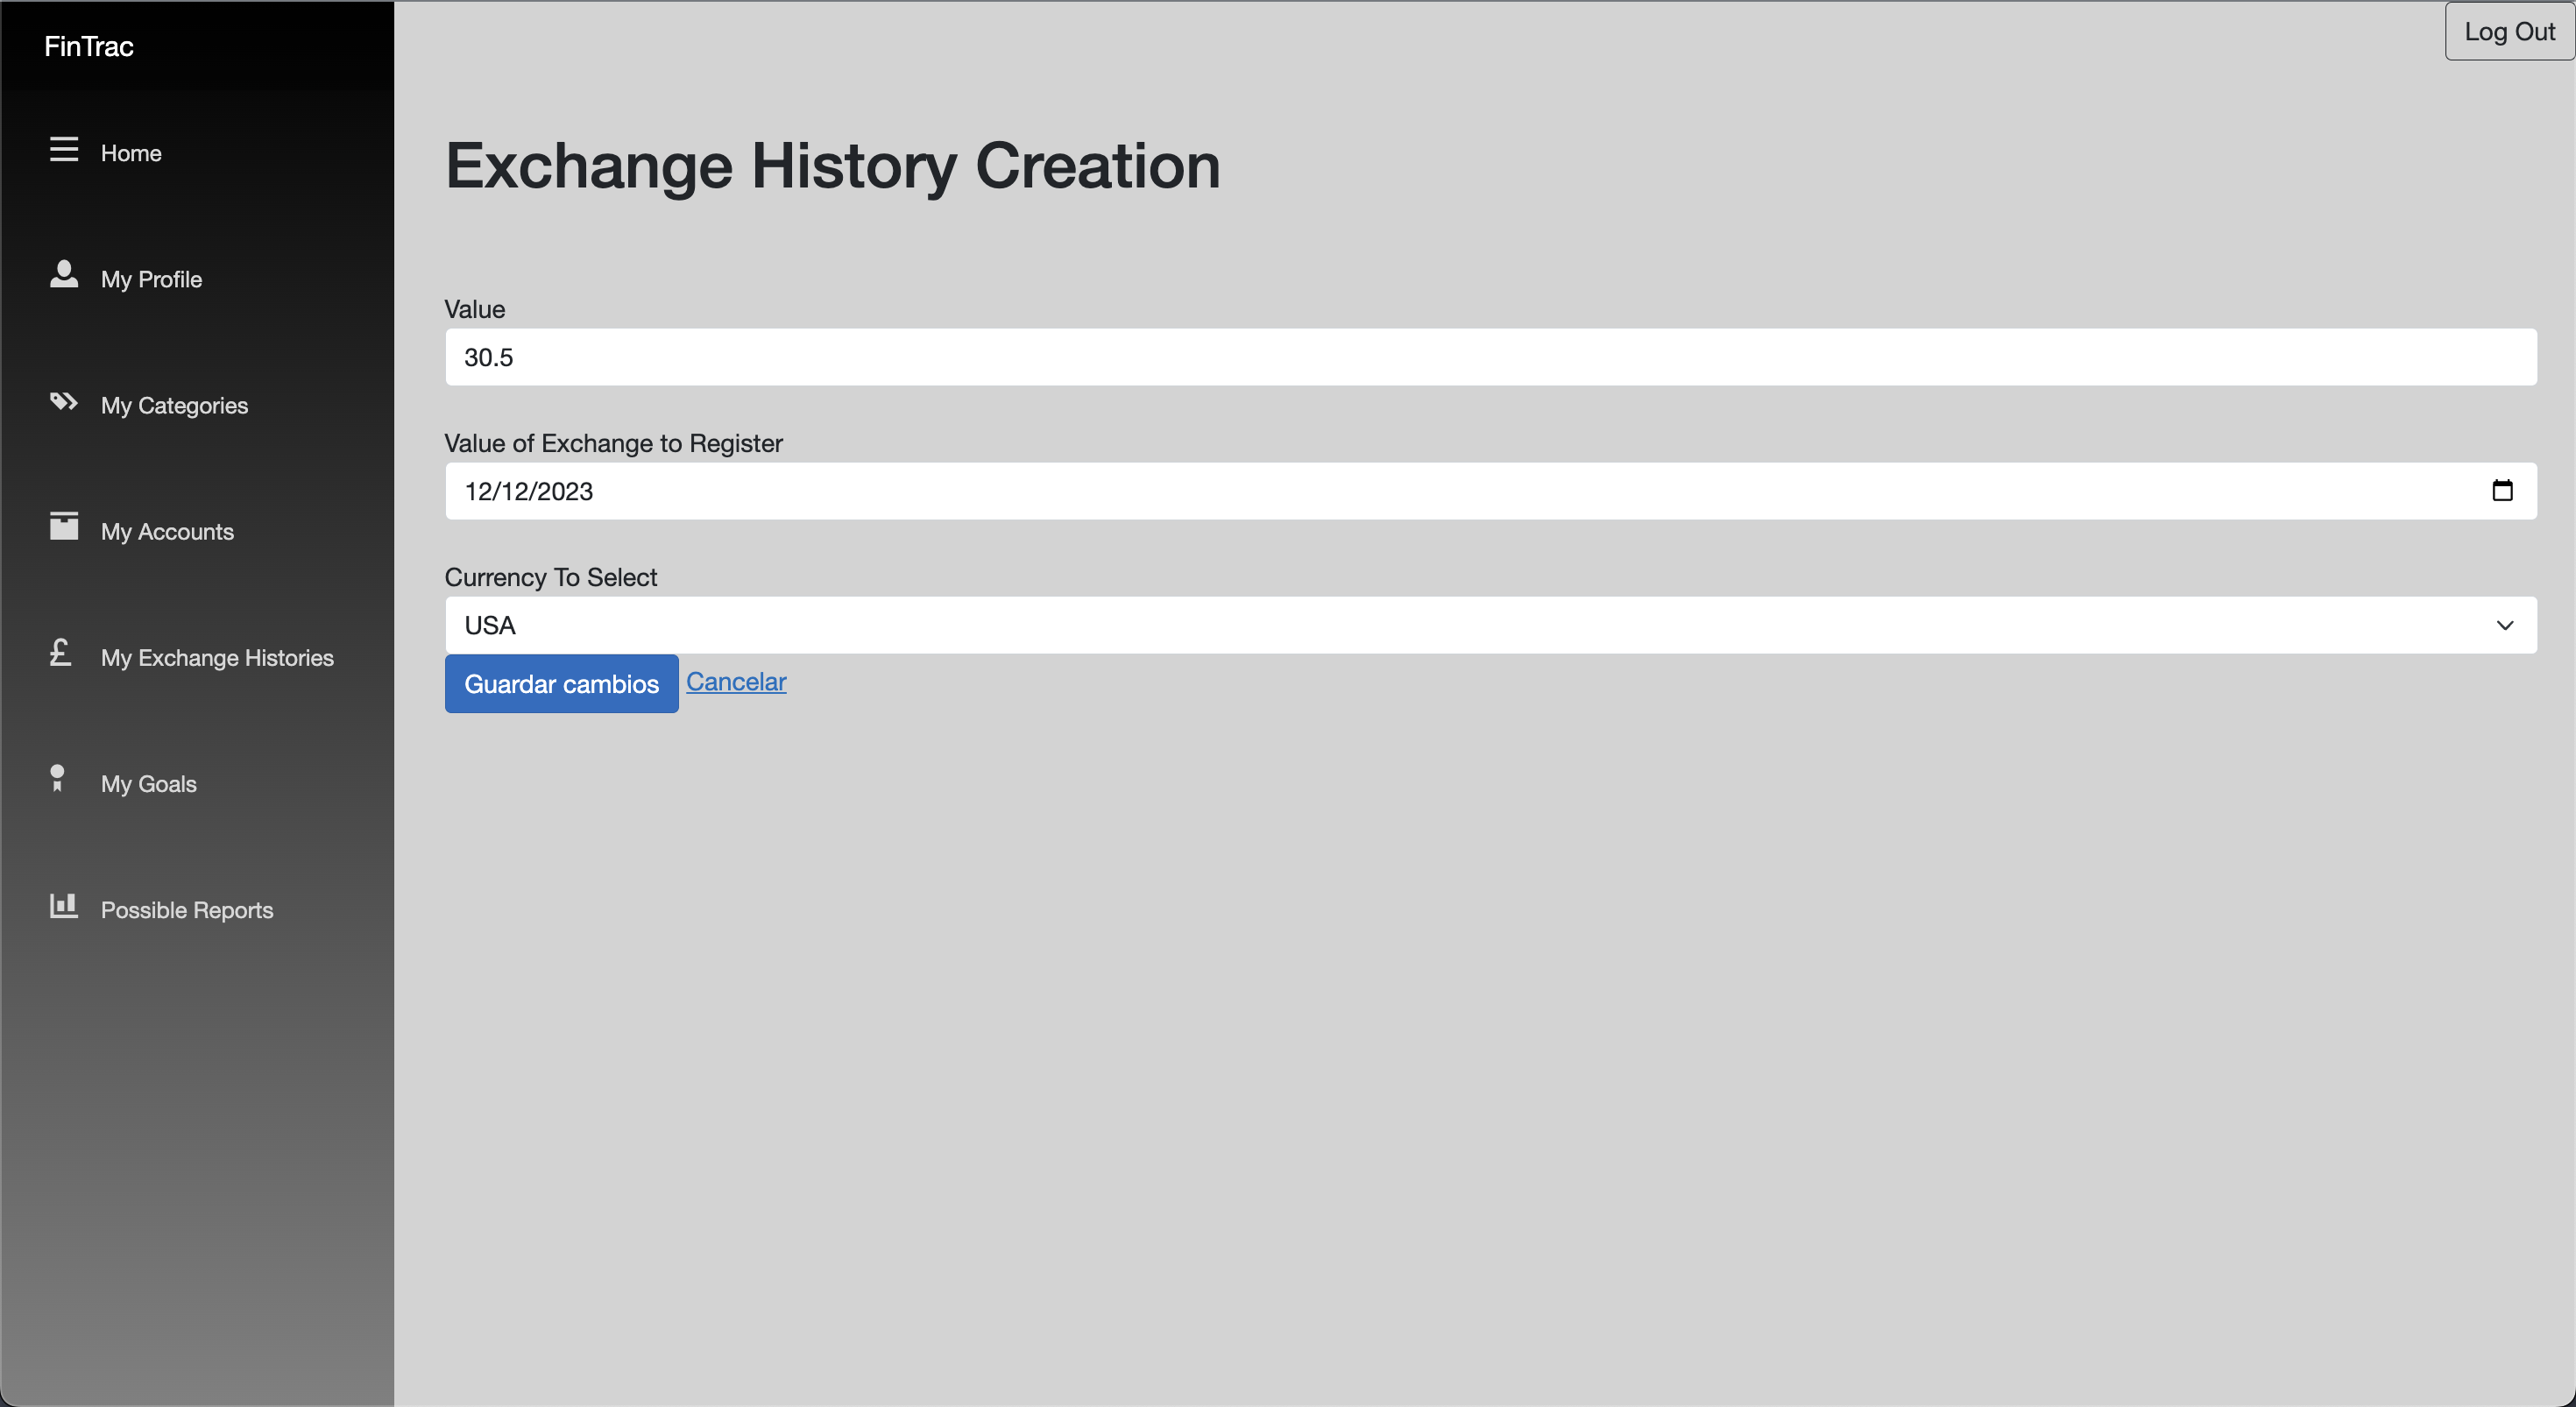 FinTrac
Log Out
Home
My Profile
My Categories
My Accounts
My Exchange Histories
My Goals
Possible Reports
Exchange History Creation
Value
30.5
Value of Exchange to Register
12/12/2023
Currency To Select
USA
Guardar cambios Cancelar